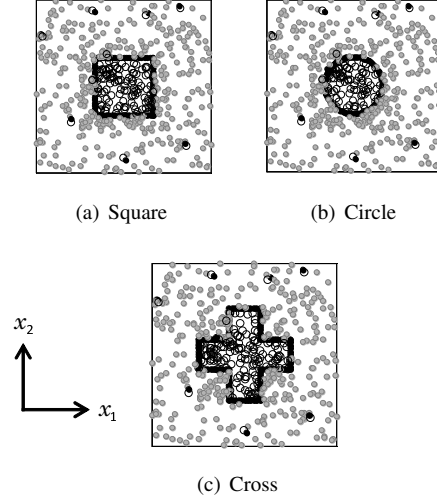 (a) Square
(b) Circle
x₂
x₁
(c) Cross